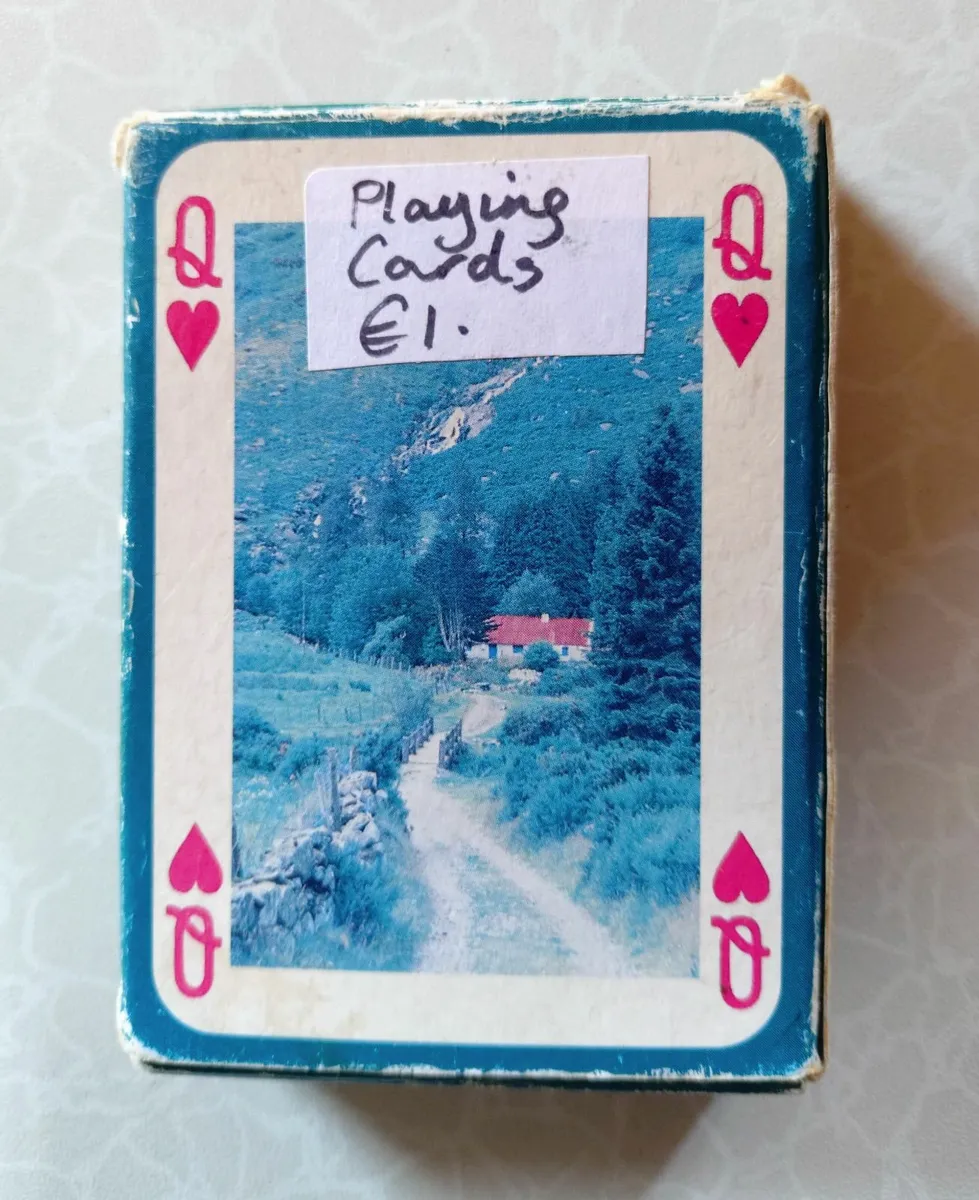 Q Q
Playing
Cards
€1.
Q Q